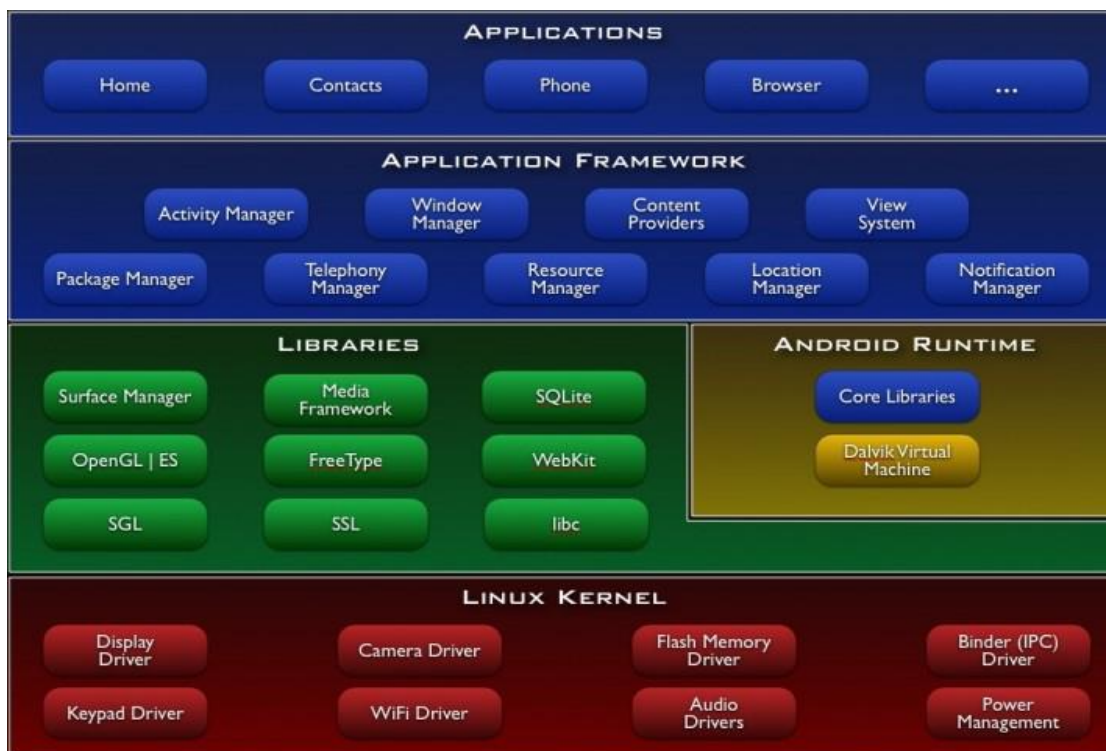 APPLICATIONS
Home
Contacts
Phone
Browser
...
APPLICATION FRAMEWORK
Activity Manager
Window
Manager
Content
Providers
View
System
Package Manager
Telephony
Manager
Resource
Manager
Location
Manager
Notification
Manager
LIBRARIES
Surface Manager
Media
Framework
SQLite
OpenGL | ES
FreeType
WebKit
SGL
SSL
libc
ANDROID RUNTIME
Core Libraries
Dalvik Virtual
Machine
LINUX KERNEL
Display
Driver
Camera Driver
Flash Memory
Driver
Binder (IPC)
Driver
Keypad Driver
WiFi Driver
Audio
Drivers
Power
Management